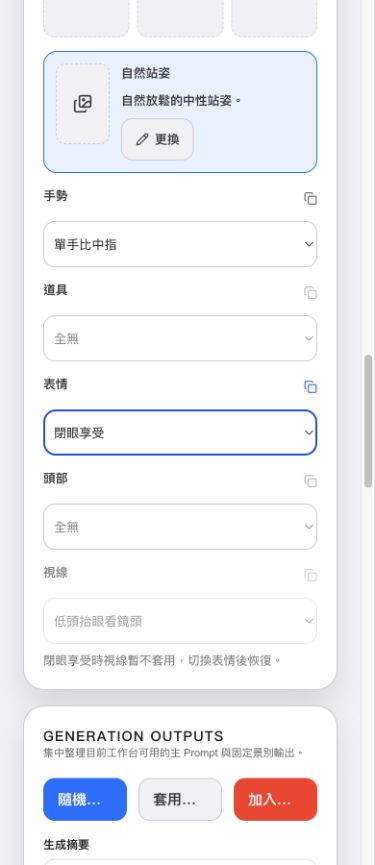 自然站姿
自然放鬆的中性站姿。
更換
手勢
單手比中指
道具
全無
表情
閉眼享受
頭部
全無
視線
低頭抬眼看鏡頭
閉眼享受時視線暫不套用，切換表情後恢復。
GENERATION OUTPUTS
集中整理目前工作台可用的主 Prompt 與固定景別輸出。
隨機...
套用...
加入...
生成摘要